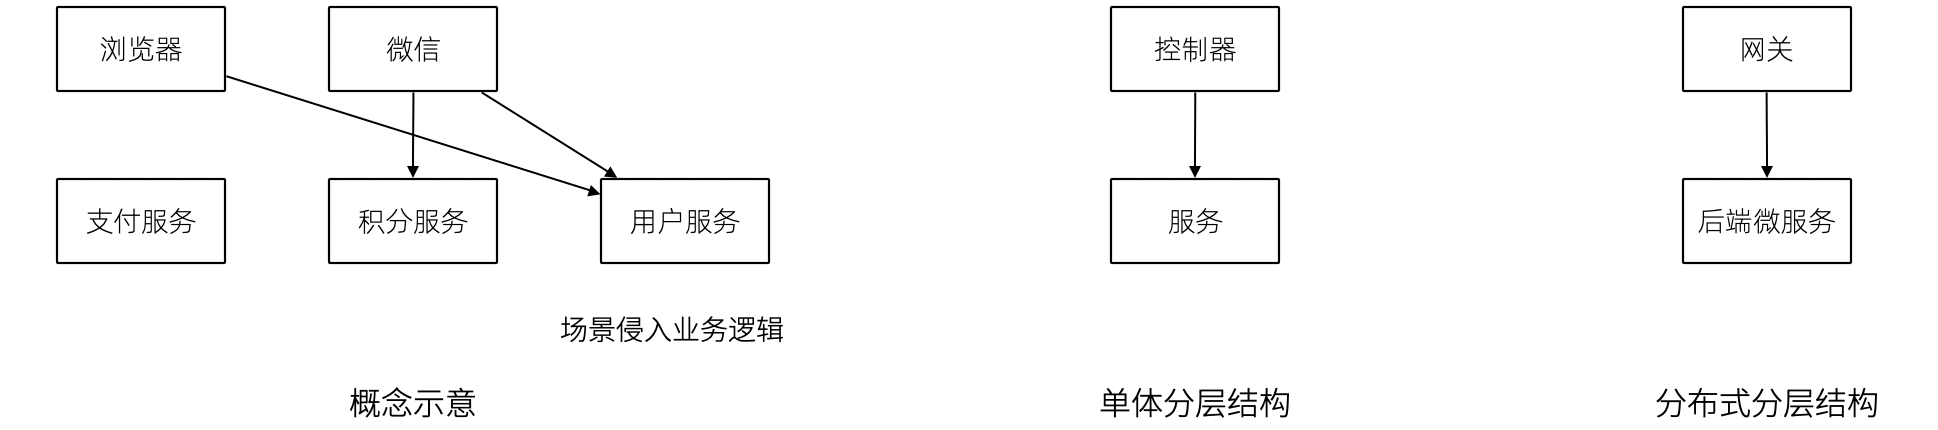 浏览器
微信
控制器
网关
支付服务
积分服务
用户服务
服务
后端微服务
场景侵入业务逻辑
概念示意
单体分层结构
分布式分层结构